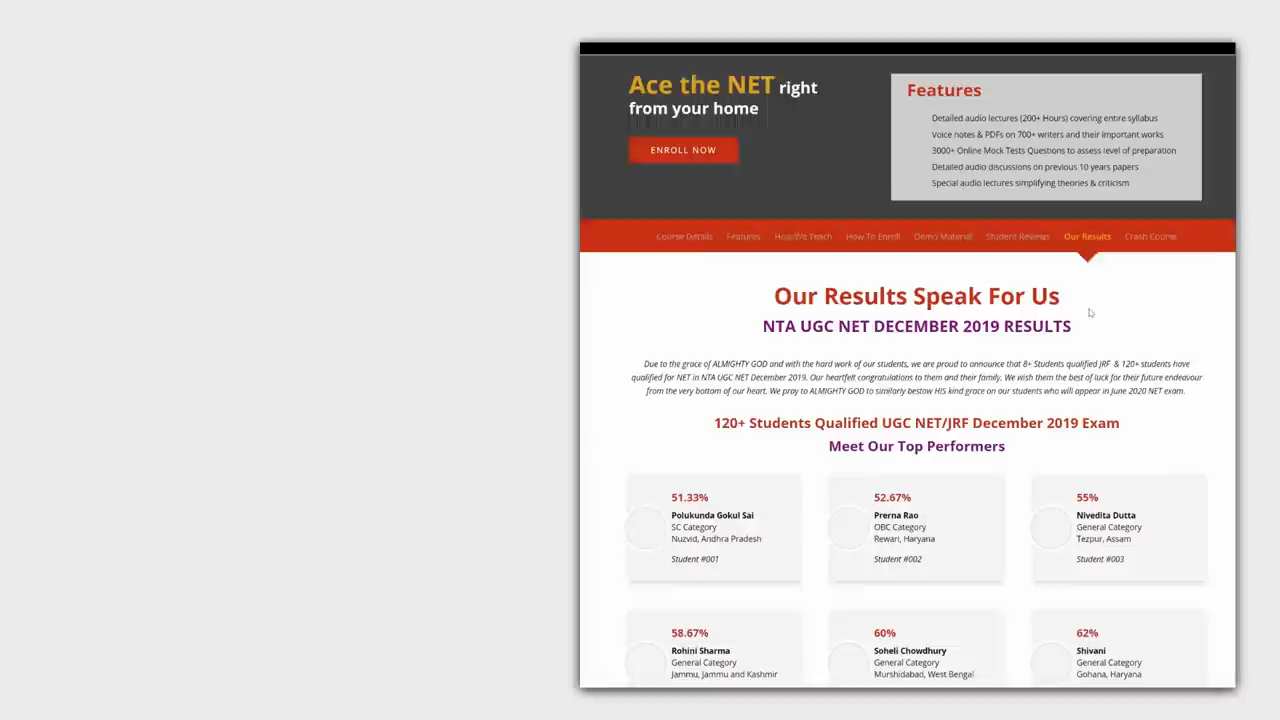 Ace the NET right
from your home
ENROLL NOW
Features
Detailed audio lectures (200+ Hours) covering entire syllabus
Voice notes & PDFs on 700+ writers and their important works
3000+ Online Mock Tests Questions to assess level of preparation
Detailed audio discussions on previous 10 years papers
Special audio lectures simplifying theories & criticism
Course Details Features How We Teach How To Enroll Demo Material Student Reviews Our Results Crash Course
Our Results Speak For Us
NTA UGC NET DECEMBER 2019 RESULTS
Due to the grace of ALMIGHTY GOD and with the hard work of our students, we are proud to announce that 8+ Students qualified JRF & 120+ students have
qualified for NET in NTA UGC NET December 2019. Our heartfelt congratulations to them and their family. We wish them the best of luck for their future endeavour
from the very bottom of our heart. We pray to ALMIGHTY GOD to similarly bestow HIS kind grace on our students who will appear in June 2020 NET exam.
120+ Students Qualified UGC NET/JRF December 2019 Exam
Meet Our Top Performers
51.33%
Polukunda Gokul Sai
SC Category
Nuzvid, Andhra Pradesh
Student #001
52.67%
Prerna Rao
OBC Category
Rewari, Haryana
Student #002
55%
Nivedita Dutta
General Category
Tezpur, Assam
Student #003
58.67%
Rohini Sharma
General Category
Jammu, Jammu and Kashmir
60%
Soheli Chowdhury
General Category
Murshidabad, West Bengal
62%
Shivani
General Category
Gohana, Haryana